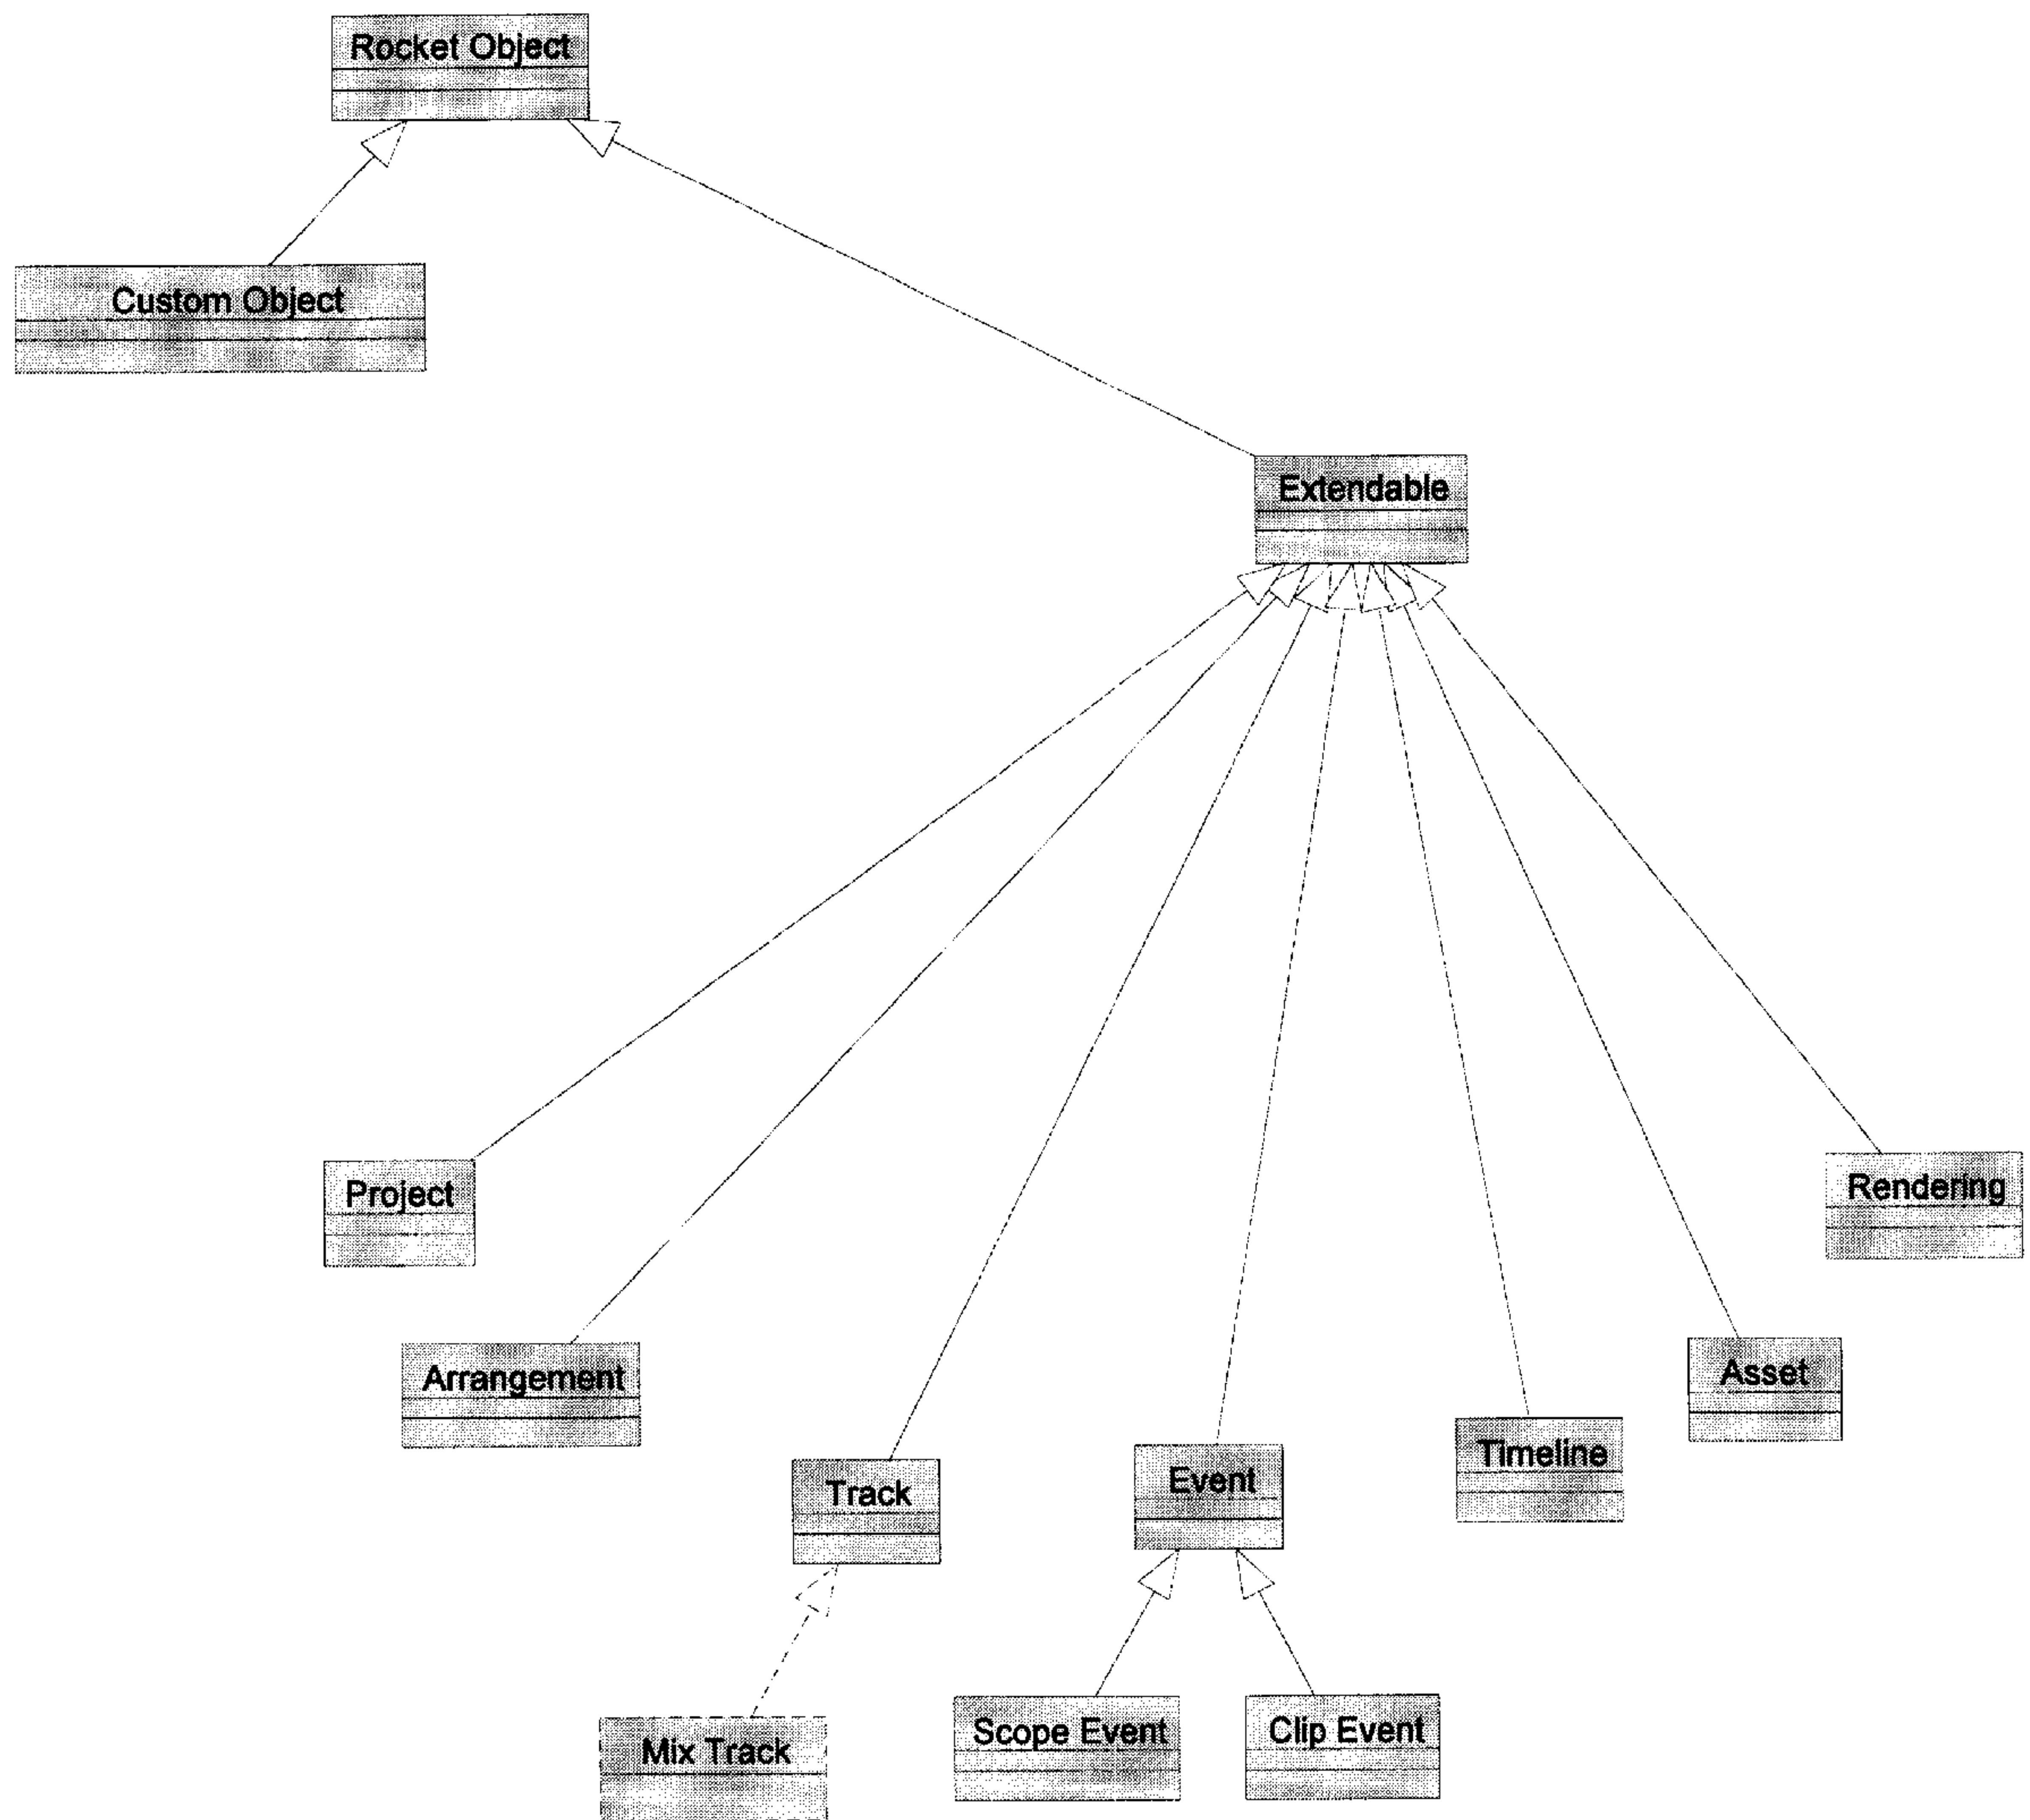 Rocket Object
Custom Object
Extendable
Project
Rendering
Arrangement
Asset
Timeline
Track
Event
Mix Track
Scope Event
Clip Event